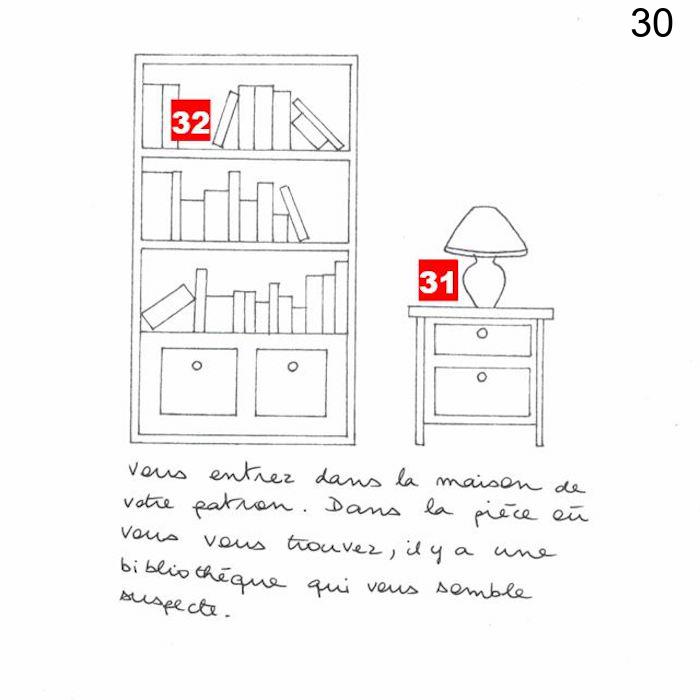 30
32
31
Vous entrez dans la maison de
votre patron. Dans la pièce où
vous vous trouvez, il y a une
bibliothèque qui vous semble
suspecte.